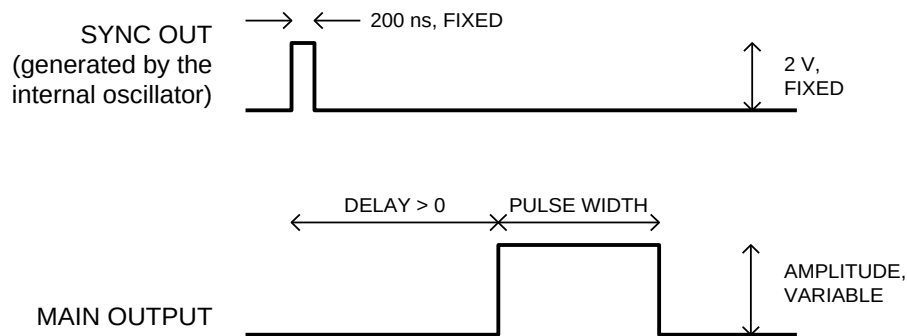 SYNC OUT
(generated by the
internal oscillator)
200 ns, FIXED
2 V,
FIXED
DELAY > 0
PULSE WIDTH
AMPLITUDE,
VARIABLE
MAIN OUTPUT